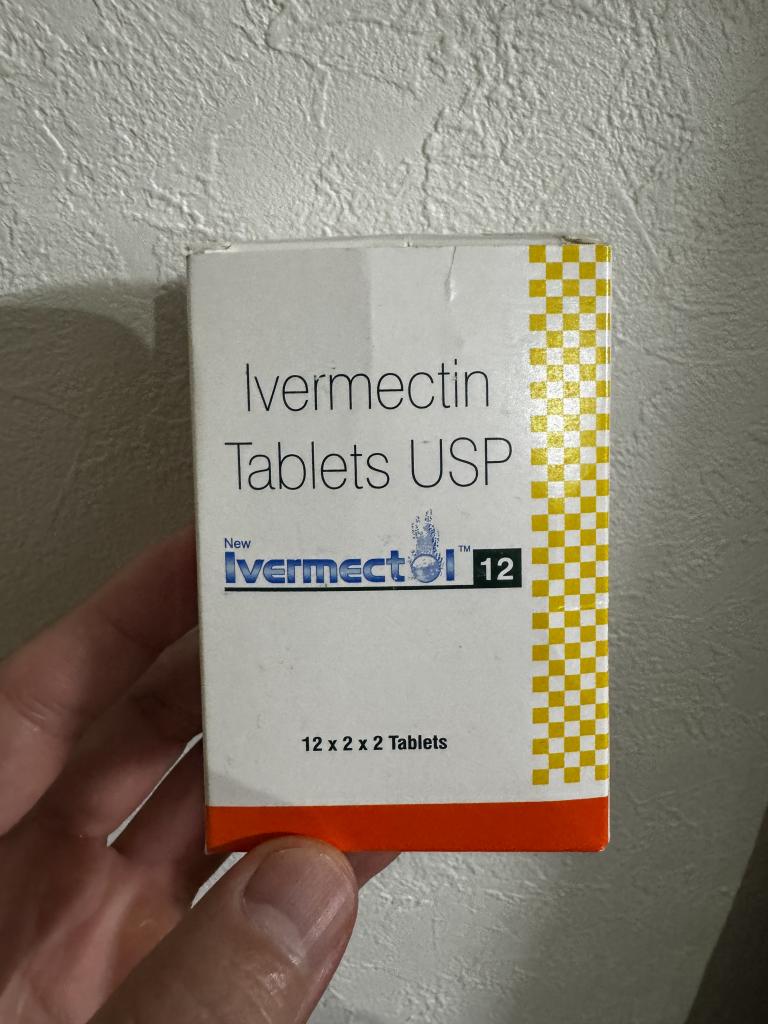 Ivermectin
Tablets USP
New
Ivermectol™ 12
12 x 2 x 2 Tablets